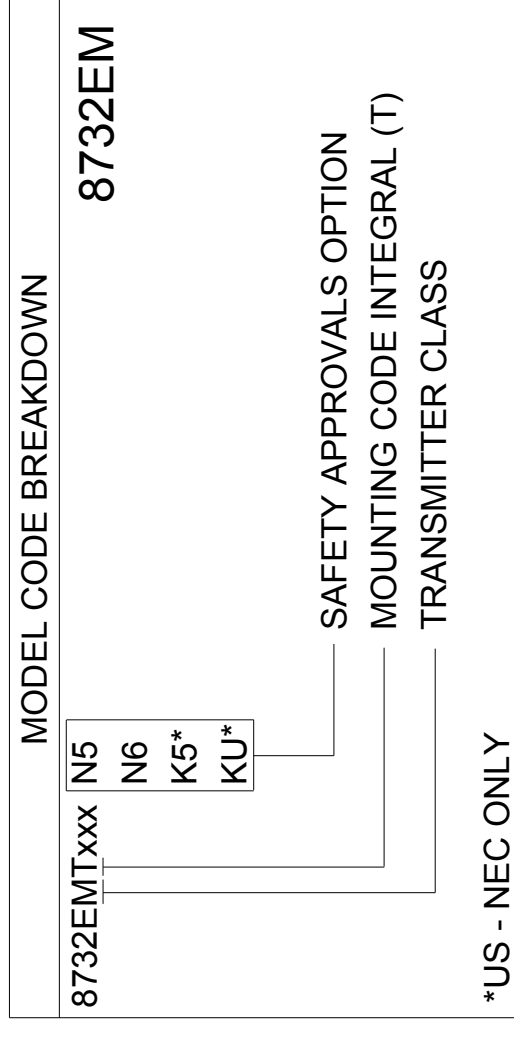 MODEL CODE BREAKDOWN
8732EM
8732EMTxxx N5
N6
K5*
KU*
SAFETY APPROVALS OPTION
MOUNTING CODE INTEGRAL (T)
TRANSMITTER CLASS
*US - NEC ONLY